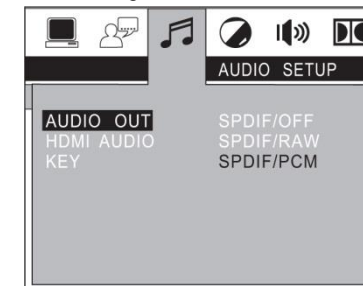 AUDIO SETUP
AUDIO OUT SPDIF/OFF
HDMI AUDIO SPDIF/RAW
KEY SPDIF/PCM